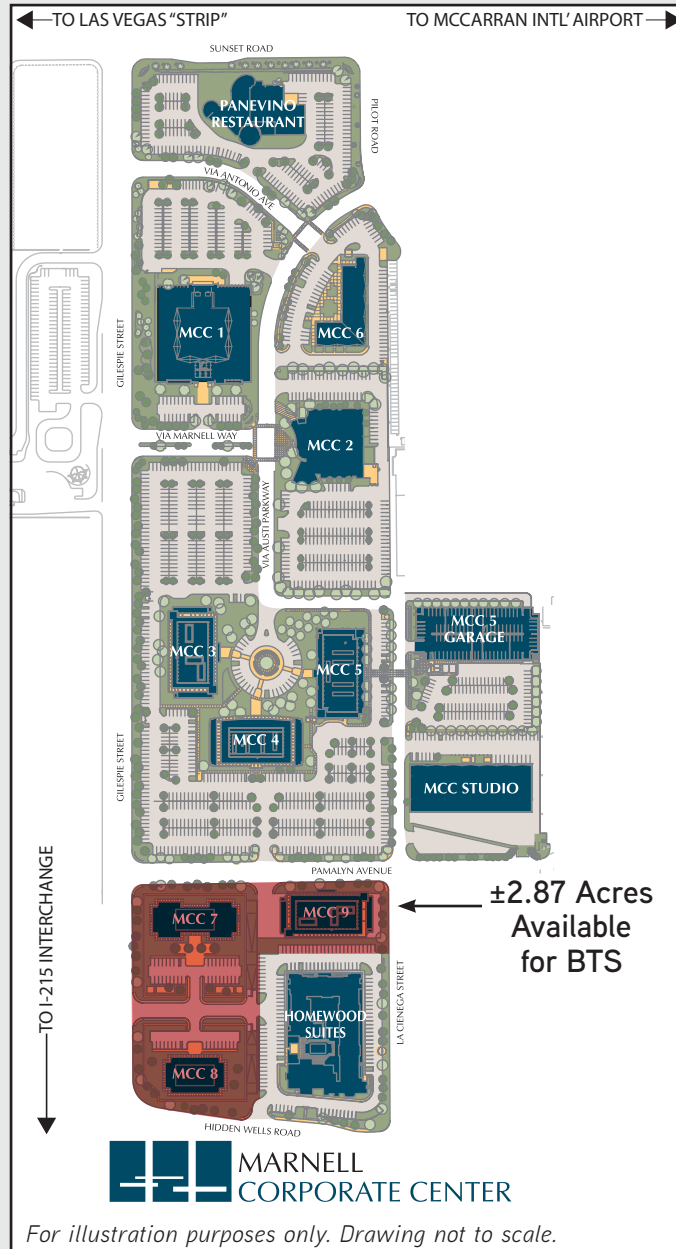 TO LAS VEGAS “STRIP”
TO MCCARRAN INTL’ AIRPORT
SUNSET ROAD
PANEVINO
RESTAURANT
PILOT ROAD
VIA ANTONIO AVE
GILESPIE STREET
MCC 1
MCC 6
VIA MARNELL WAY
MCC 2
VIA AUSTI PARKWAY
MCC 3
MCC 5
MCC 5
GARAGE
MCC 4
GILESPIE STREET
MCC STUDIO
PAMALYN AVENUE
MCC 7
MCC 9
±2.87 Acres
Available
for BTS
TO I-215 INTERCHANGE
HOMEWOOD
SUITES
LA CIENEGA STREET
MCC 8
HIDDEN WELLS ROAD
MARNELL
CORPORATE CENTER
For illustration purposes only. Drawing not to scale.